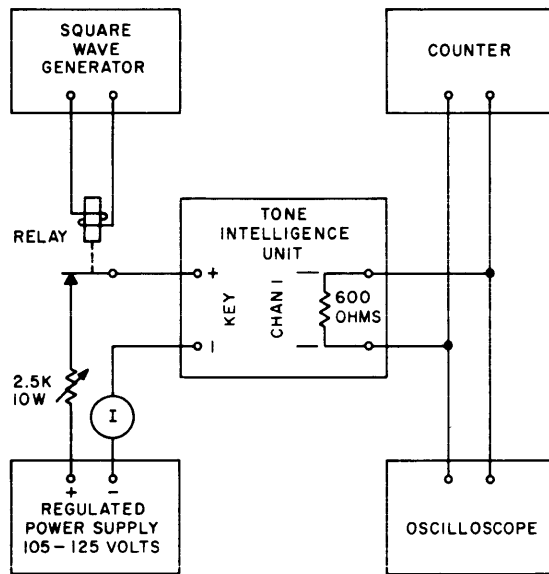 SQUARE
WAVE
GENERATOR
COUNTER
RELAY
TONE
INTELLIGENCE
UNIT
+
KEY
CHAN 1
600
OHMS
–
2.5K
10W
I
+ –
REGULATED
POWER SUPPLY
105–125 VOLTS
OSCILLOSCOPE